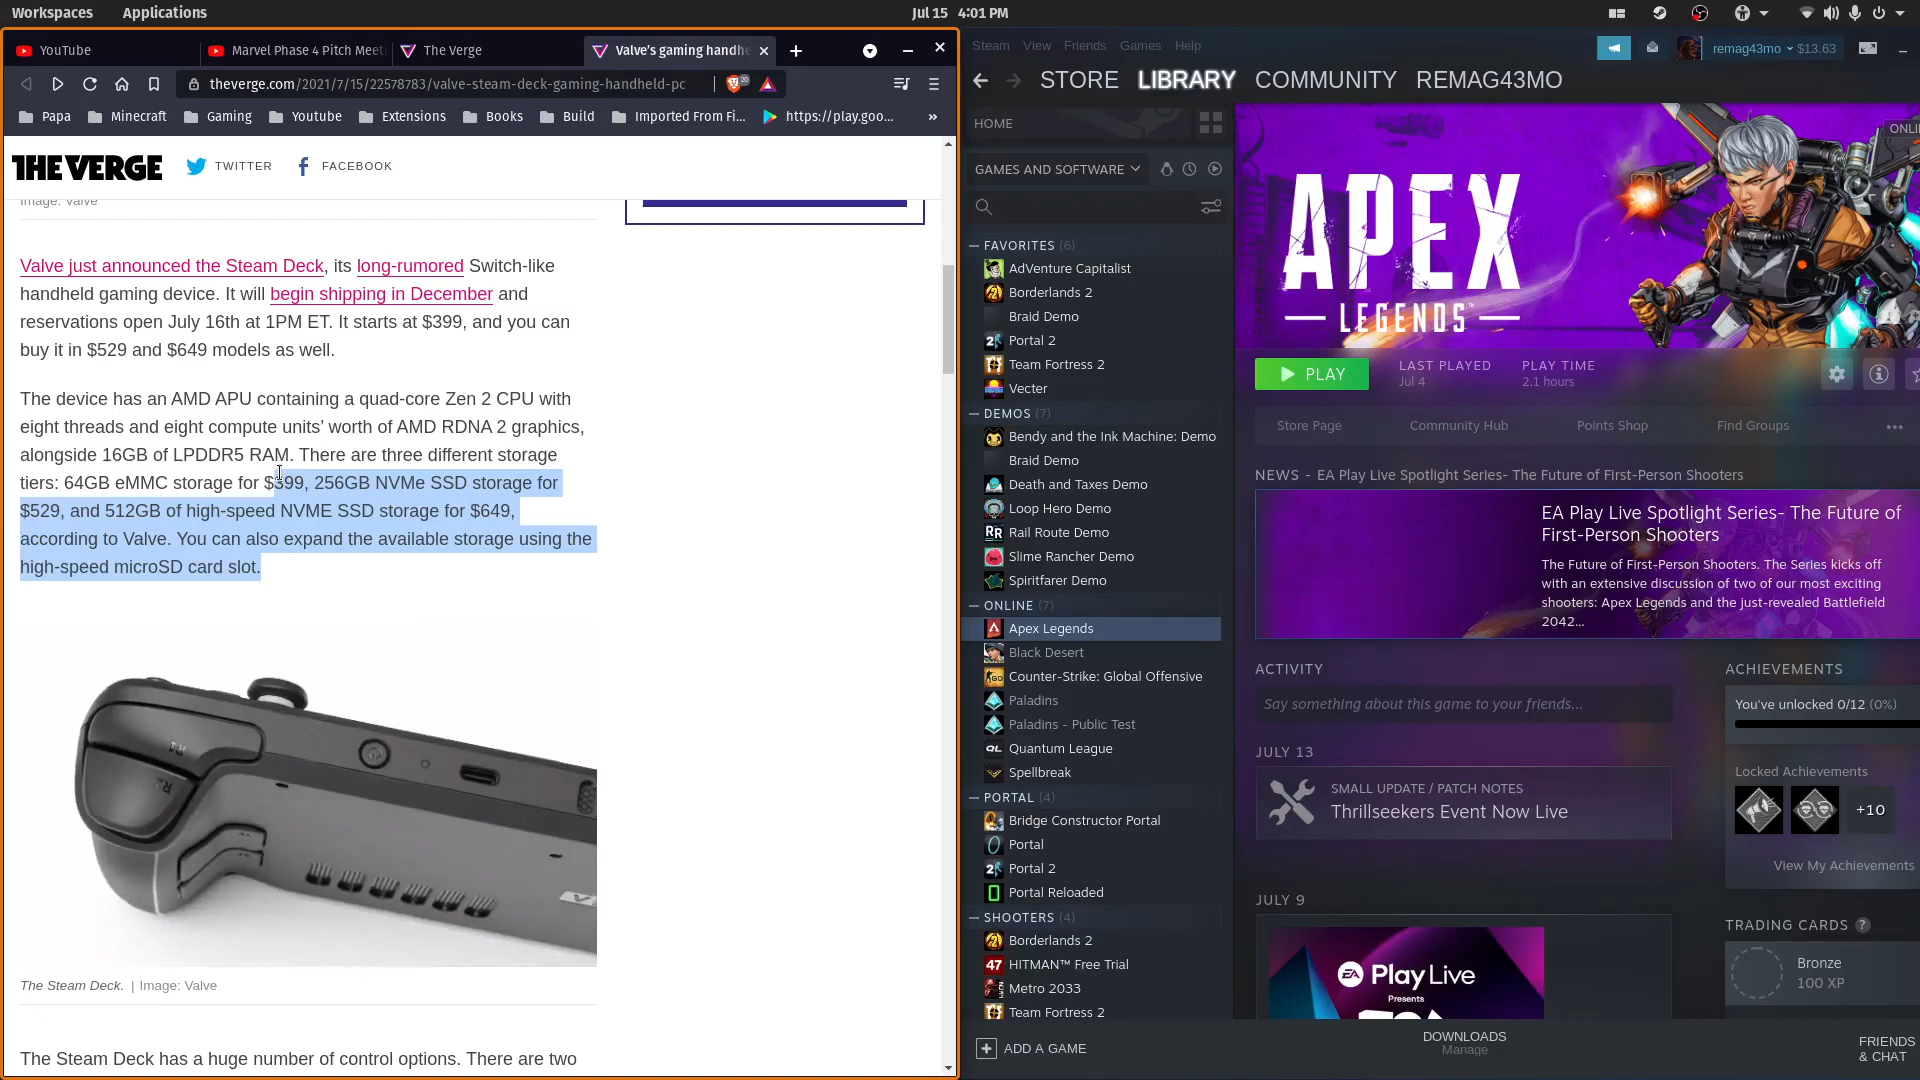 Workspaces Applications Jul 15 4:01 PM
YouTube
Marvel Phase 4 Pitch Meeti
The Verge
Valve's gaming handhe
theverge.com/2021/7/15/22578783/valve-steam-deck-gaming-handheld-pc
20
Papa Minecraft Gaming Youtube Extensions Books Build Imported From Fi... https://play.goo... »
THE VERGE TWITTER FACEBOOK
Image: Valve
Valve just announced the Steam Deck, its long-rumored Switch-like
handheld gaming device. It will begin shipping in December and
reservations open July 16th at 1PM ET. It starts at $399, and you can
buy it in $529 and $649 models as well.
The device has an AMD APU containing a quad-core Zen 2 CPU with
eight threads and eight compute units' worth of AMD RDNA 2 graphics,
alongside 16GB of LPDDR5 RAM. There are three different storage
tiers: 64GB eMMC storage for $399, 256GB NVMe SSD storage for
$529, and 512GB of high-speed NVME SSD storage for $649,
according to Valve. You can also expand the available storage using the
high-speed microSD card slot.
R1
The Steam Deck. | Image: Valve
The Steam Deck has a huge number of control options. There are two
Steam View Friends Games Help
remag43mo $13.63
STORE LIBRARY COMMUNITY REMAG43MO
HOME
GAMES AND SOFTWARE
FAVORITES (6)
AdVenture Capitalist
Borderlands 2
Braid Demo
Portal 2
Team Fortress 2
Vecter
DEMOS (7)
Bendy and the Ink Machine: Demo
Braid Demo
Death and Taxes Demo
Loop Hero Demo
Rail Route Demo
Slime Rancher Demo
Spiritfarer Demo
ONLINE (7)
Apex Legends
Black Desert
Counter-Strike: Global Offensive
Paladins
Paladins - Public Test
Quantum League
Spellbreak
PORTAL (4)
Bridge Constructor Portal
Portal
Portal 2
Portal Reloaded
SHOOTERS (4)
Borderlands 2
HITMAN™ Free Trial
Metro 2033
Team Fortress 2
ADD A GAME
ONLI
APEX
LEGENDS™
PLAY
LAST PLAYED
Jul 4
PLAY TIME
2.1 hours
Store Page Community Hub Points Shop Find Groups
NEWS - EA Play Live Spotlight Series- The Future of First-Person Shooters
EA Play Live Spotlight Series- The Future of
First-Person Shooters
The Future of First-Person Shooters. The Series kicks off
with an extensive discussion of two of our most exciting
shooters: Apex Legends and the just-revealed Battlefield
2042...
ACTIVITY
Say something about this game to your friends...
JULY 13
SMALL UPDATE / PATCH NOTES
Thrillseekers Event Now Live
JULY 9
EA Play Live
Presents
ACHIEVEMENTS
You've unlocked 0/12 (0%)
Locked Achievements
+10
View My Achievements
TRADING CARDS ?
Bronze
100 XP
DOWNLOADS
Manage
FRIENDS
& CHAT